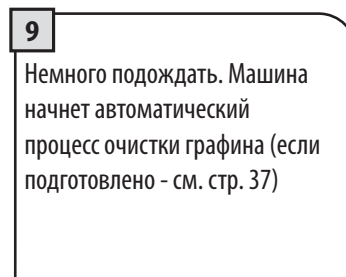 9
Немного подождать. Машина
начнет автоматический
процесс очистки графина (если
подготовлено - см. стр. 37)